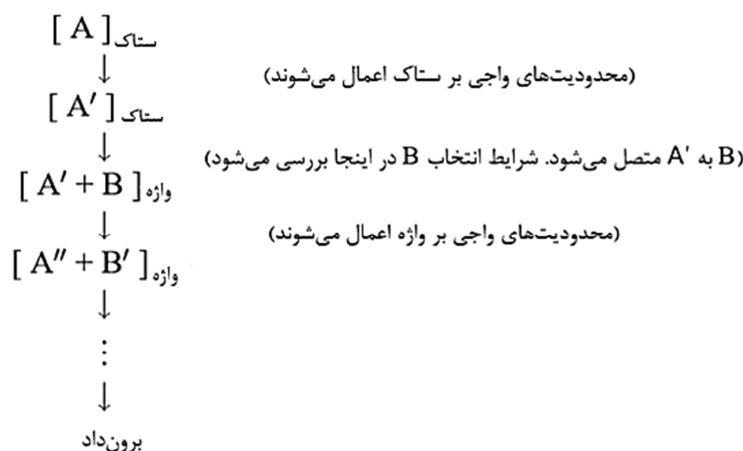 [ A ]ستاک
(محدودیت‌های واجی بر ستاک اعمال می‌شوند)
[ A′ ]ستاک
(B به A′ متصل می‌شود. شرایط انتخاب B در اینجا بررسی می‌شود)
[ A′ + B ]واژه
(محدودیت‌های واجی بر واژه اعمال می‌شوند)
[ A″ + B′ ]واژه
برون‌داد